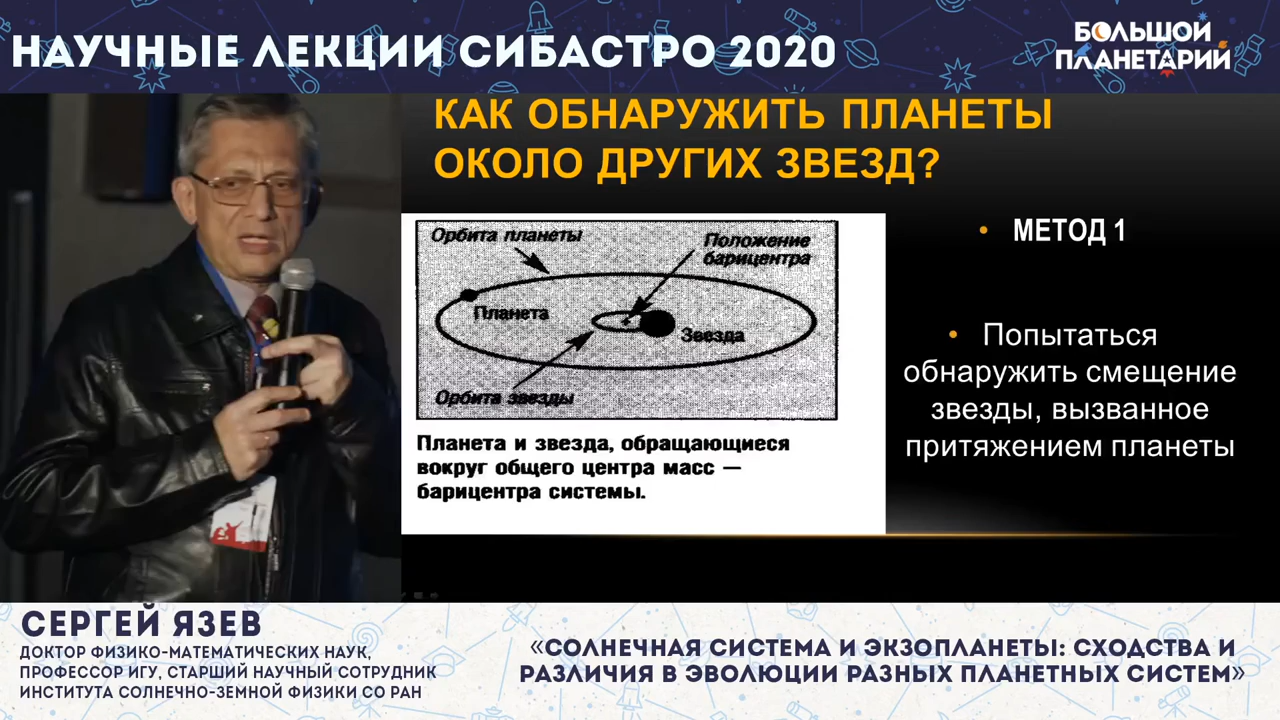 НАУЧНЫЕ ЛЕКЦИИ СИБАСТРО 2020
БОЛЬШОЙ
ПЛАНЕТАРИЙ
КАК ОБНАРУЖИТЬ ПЛАНЕТЫ
ОКОЛО ДРУГИХ ЗВЕЗД?
Орбита планеты
Положение
барицентра
Планета
Звезда
Орбита звезды
Планета и звезда, обращающиеся
вокруг общего центра масс —
барицентра системы.
• МЕТОД 1
• Попытаться
обнаружить смещение
звезды, вызванное
притяжением планеты
СЕРГЕЙ ЯЗЕВ
ДОКТОР ФИЗИКО-МАТЕМАТИЧЕСКИХ НАУК,
ПРОФЕССОР ИГУ, СТАРШИЙ НАУЧНЫЙ СОТРУДНИК
ИНСТИТУТА СОЛНЕЧНО-ЗЕМНОЙ ФИЗИКИ СО РАН
«СОЛНЕЧНАЯ СИСТЕМА И ЭКЗОПЛАНЕТЫ: СХОДСТВА И
РАЗЛИЧИЯ В ЭВОЛЮЦИИ РАЗНЫХ ПЛАНЕТНЫХ СИСТЕМ»